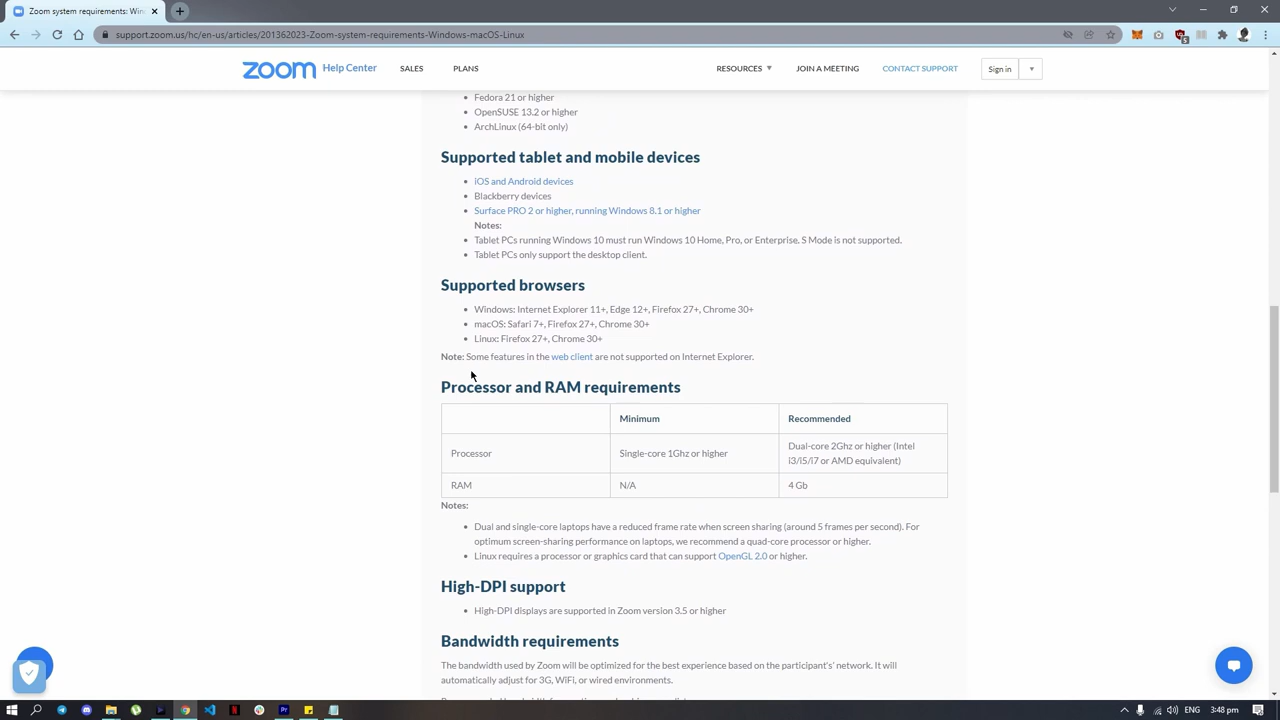 Zoom system requirements: Win
support.zoom.us/hc/en-us/articles/201362023-Zoom-system-requirements-Windows-macOS-Linux
zoom Help Center SALES PLANS RESOURCES JOIN A MEETING CONTACT SUPPORT Sign in
Fedora 21 or higher
OpenSUSE 13.2 or higher
ArchLinux (64-bit only)
Supported tablet and mobile devices
iOS and Android devices
Blackberry devices
Surface PRO 2 or higher, running Windows 8.1 or higher
Notes:
Tablet PCs running Windows 10 must run Windows 10 Home, Pro, or Enterprise. S Mode is not supported.
Tablet PCs only support the desktop client.
Supported browsers
Windows: Internet Explorer 11+, Edge 12+, Firefox 27+, Chrome 30+
macOS: Safari 7+, Firefox 27+, Chrome 30+
Linux: Firefox 27+, Chrome 30+
Note: Some features in the web client are not supported on Internet Explorer.
Processor and RAM requirements
Minimum Recommended
Processor Single-core 1Ghz or higher Dual-core 2Ghz or higher (Intel
i3/i5/i7 or AMD equivalent)
RAM N/A 4 Gb
Notes:
Dual and single-core laptops have a reduced frame rate when screen sharing (around 5 frames per second). For
optimum screen-sharing performance on laptops, we recommend a quad-core processor or higher.
Linux requires a processor or graphics card that can support OpenGL 2.0 or higher.
High-DPI support
High-DPI displays are supported in Zoom version 3.5 or higher
Bandwidth requirements
The bandwidth used by Zoom will be optimized for the best experience based on the participant's' network. It will
automatically adjust for 3G, WiFi, or wired environments.
3:48 pm